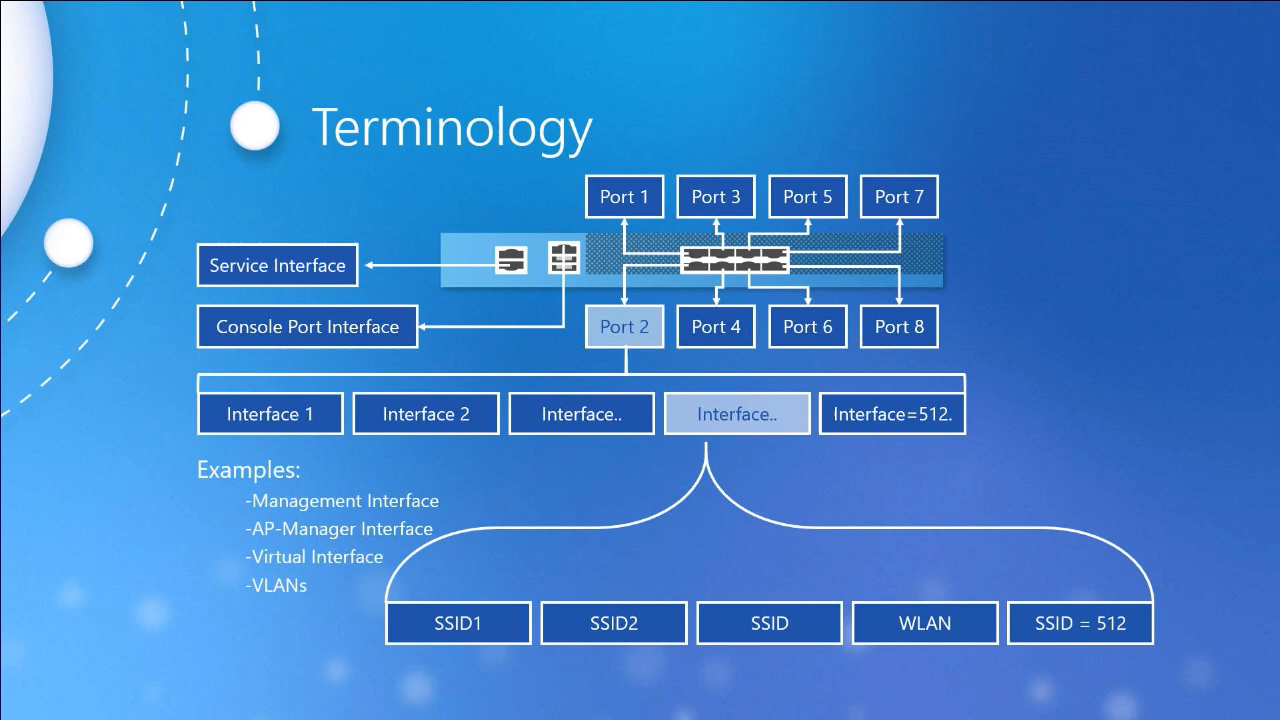 Terminology
Port 1
Port 3
Port 5
Port 7
Service Interface
Console Port Interface
Port 2
Port 4
Port 6
Port 8
Interface 1
Interface 2
Interface..
Interface..
Interface=512.
Examples:
-Management Interface
-AP-Manager Interface
-Virtual Interface
-VLANs
SSID1
SSID2
SSID
WLAN
SSID = 512